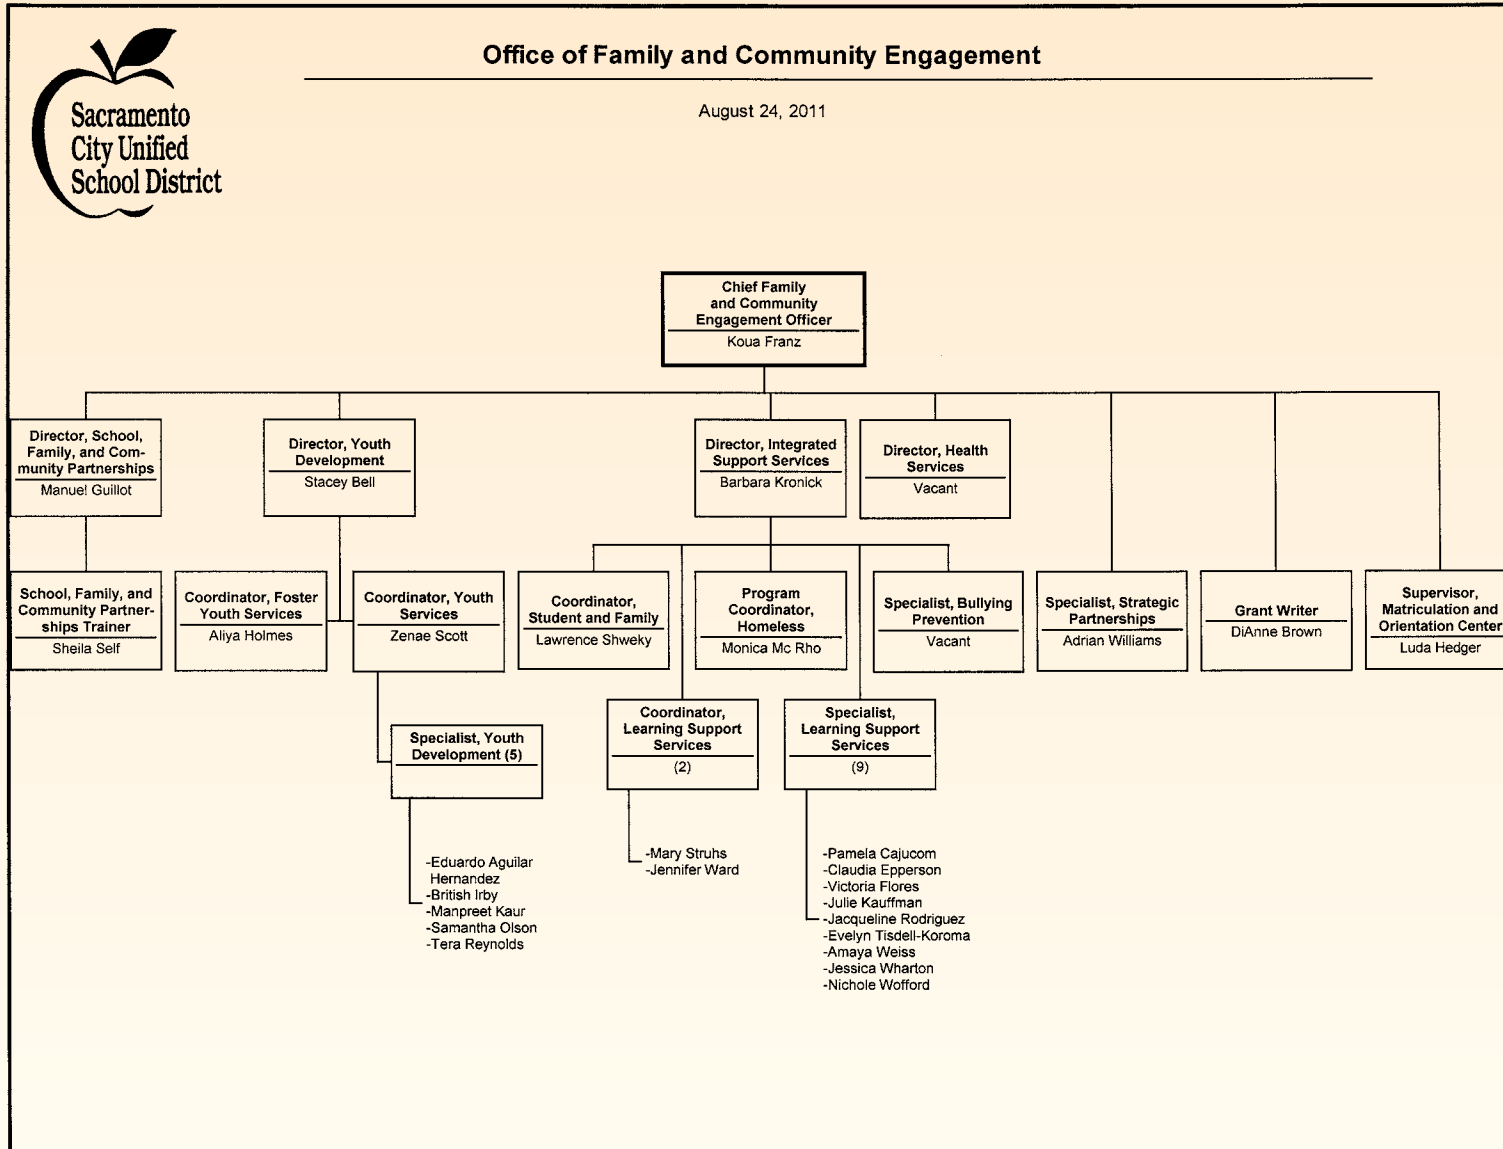 Office of Family and Community Engagement
August 24, 2011
Sacramento
City Unified
School District
Chief Family
and Community
Engagement Officer
Koua Franz
Director, School,
Family, and Com-
munity Partnerships
Manuel Guillot
Director, Youth
Development
Stacey Bell
Director, Integrated
Support Services
Barbara Kronick
Director, Health
Services
Vacant
School, Family, and
Community Partner-
ships Trainer
Sheila Self
Coordinator, Foster
Youth Services
Aliya Holmes
Coordinator, Youth
Services
Zenae Scott
Coordinator,
Student and Family
Lawrence Shweky
Program
Coordinator,
Homeless
Monica Mc Rho
Specialist, Bullying
Prevention
Vacant
Specialist, Strategic
Partnerships
Adrian Williams
Grant Writer
DiAnne Brown
Supervisor,
Matriculation and
Orientation Center
Luda Hedger
Specialist, Youth
Development (5)
Coordinator,
Learning Support
Services
(2)
Specialist,
Learning Support
Services
(9)
-Eduardo Aguilar
Hernandez
-British Irby
-Manpreet Kaur
-Samantha Olson
-Tera Reynolds
-Mary Struhs
-Jennifer Ward
-Pamela Cajucom
-Claudia Epperson
-Victoria Flores
-Julie Kauffman
-Jacqueline Rodriguez
-Evelyn Tisdell-Koroma
-Amaya Weiss
-Jessica Wharton
-Nichole Wofford